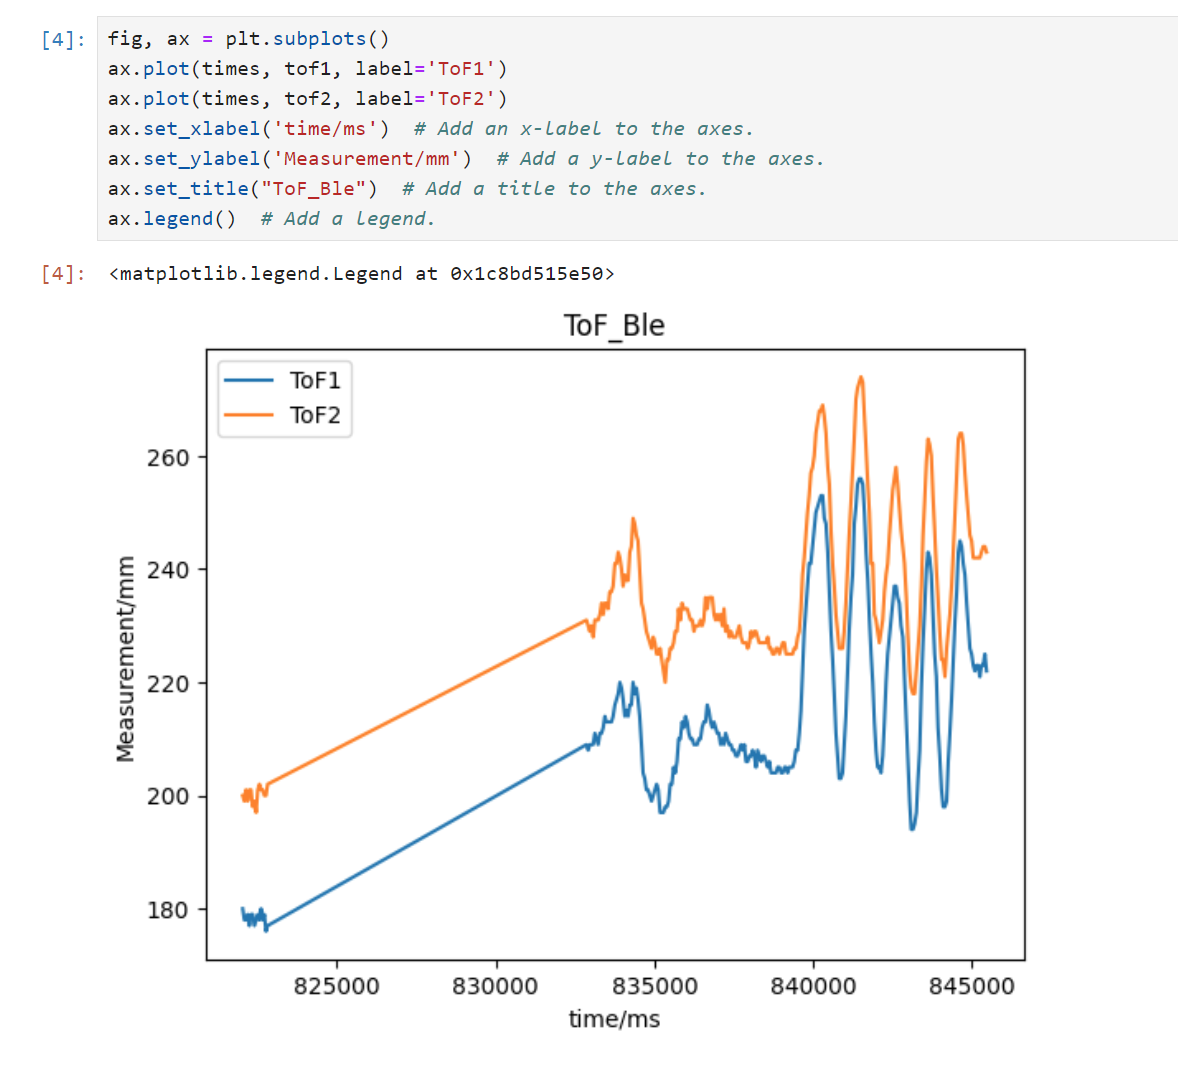 [4]: fig, ax = plt.subplots()
ax.plot(times, tof1, label='ToF1')
ax.plot(times, tof2, label='ToF2')
ax.set_xlabel('time/ms')  # Add an x-label to the axes.
ax.set_ylabel('Measurement/mm')  # Add a y-label to the axes.
ax.set_title("ToF_Ble")  # Add a title to the axes.
ax.legend()  # Add a legend.
[4]: <matplotlib.legend.Legend at 0x1c8bd515e50>
ToF_Ble
ToF1
ToF2
260
240
220
200
180
Measurement/mm
825000 830000 835000 840000 845000
time/ms